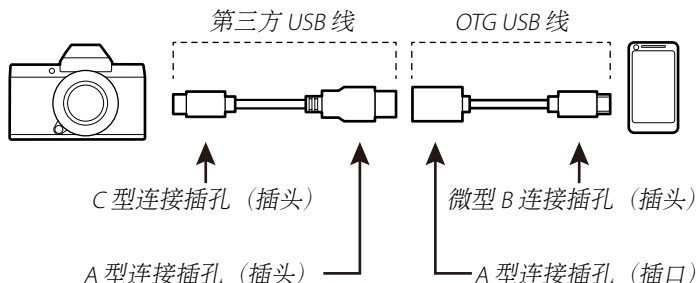 第三方 USB 线
OTG USB 线
C 型连接插孔（插头）
微型 B 连接插孔（插头）
A 型连接插孔（插头）
A 型连接插孔（插口）